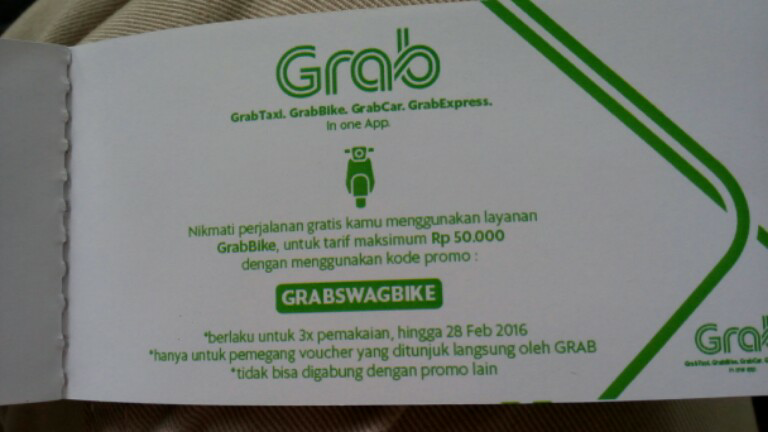 Grab
GrabTaxi. GrabBike. GrabCar. GrabExpress.
In one App.
Nikmati perjalanan gratis kamu menggunakan layanan
GrabBike, untuk tarif maksimum Rp 50.000
dengan menggunakan kode promo :
GRABSWAGBIKE
*berlaku untuk 3x pemakaian, hingga 28 Feb 2016
*hanya untuk pemegang voucher yang ditunjuk langsung oleh GRAB
*tidak bisa digabung dengan promo lain
Grab